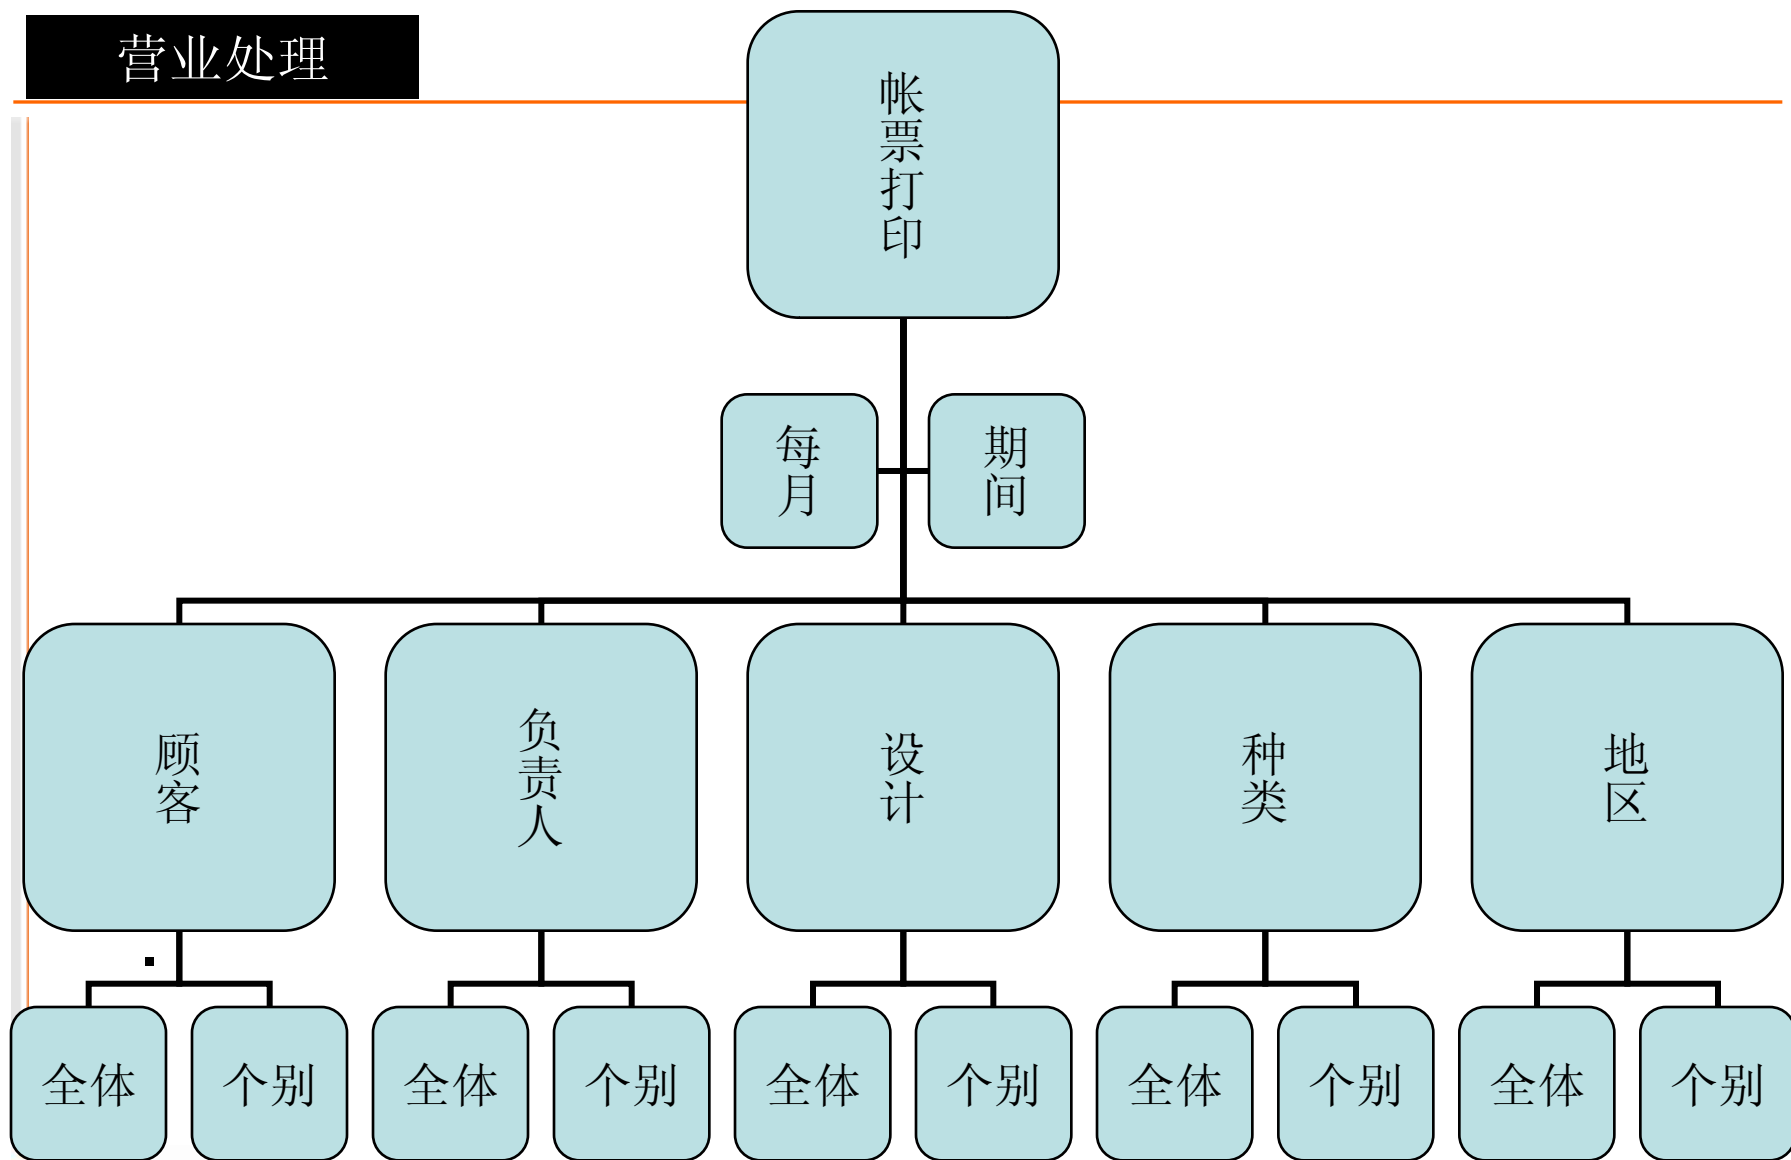 营业处理
帐票打印
每月
期间
顾客
负责人
设计
种类
地区
全体
个别
全体
个别
全体
个别
全体
个别
全体
个别